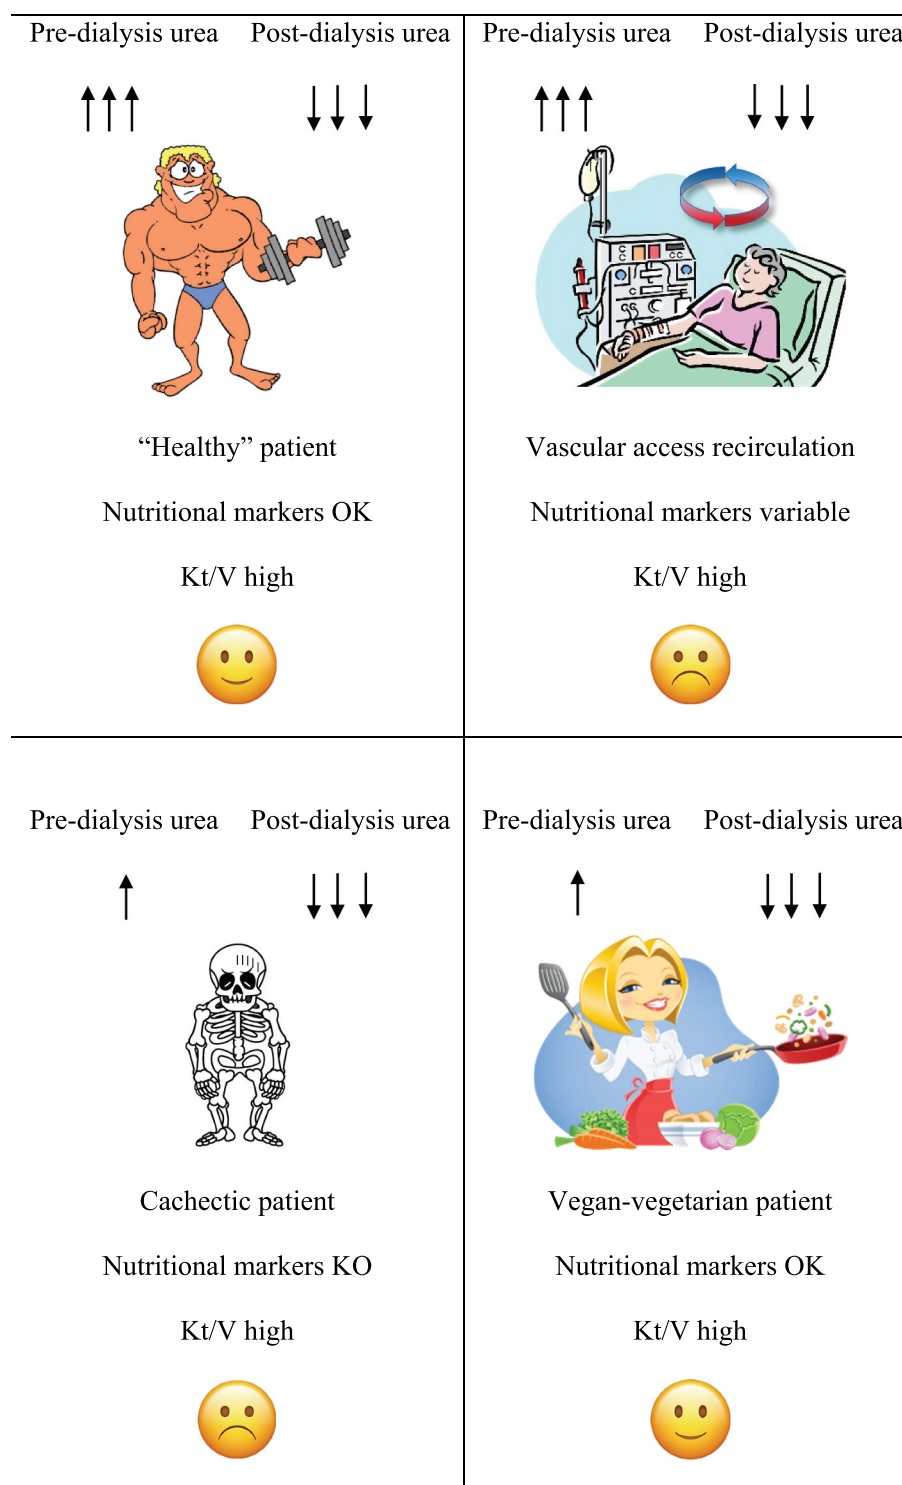 Pre-dialysis urea Post-dialysis urea
“Healthy” patient
Nutritional markers OK
Kt/V high
Pre-dialysis urea Post-dialysis urea
Vascular access recirculation
Nutritional markers variable
Kt/V high
Pre-dialysis urea Post-dialysis urea
Cachectic patient
Nutritional markers KO
Kt/V high
Pre-dialysis urea Post-dialysis urea
Vegan-vegetarian patient
Nutritional markers OK
Kt/V high